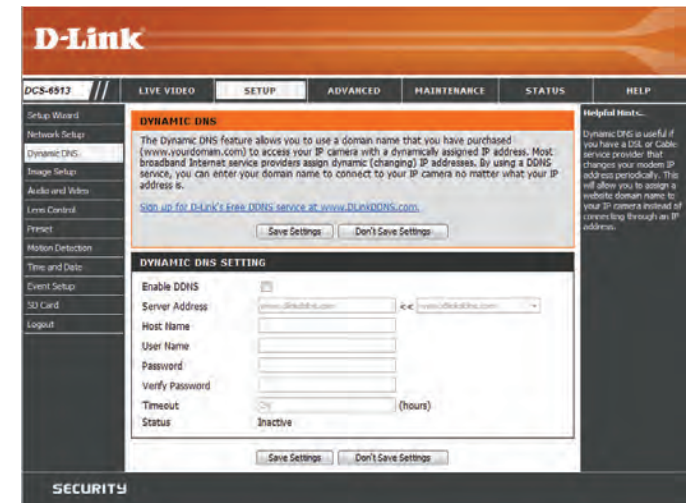 D-Link
DCS-6513
LIVE VIDEO
SETUP
ADVANCED
MAINTENANCE
STATUS
HELP
Setup Wizard
Network Setup
Dynamic DNS
Image Setup
Audio and Video
Lens Control
Preset
Motion Detection
Time and Date
Event Setup
SD Card
Logout
DYNAMIC DNS
The Dynamic DNS feature allows you to use a domain name that you have purchased
(www.yourdomain.com) to access your IP camera with a dynamically assigned IP address. Most
broadband Internet service providers assign dynamic (changing) IP addresses. By using a DDNS
service, you can enter your domain name to connect to your IP camera no matter what your IP
address is.
Sign up for D-Link's Free DDNS service at www.DLinkDDNS.com.
Save Settings
Don't Save Settings
DYNAMIC DNS SETTING
Enable DDNS
Server Address
www.dlinkddns.com
<<
www.dlinkddns.com
Host Name
User Name
Password
Verify Password
Timeout
(hours)
Status
Inactive
Save Settings
Don't Save Settings
Helpful Hints..
Dynamic DNS is useful if
you have a DSL or Cable
service provider that
changes your modem IP
address periodically. This
will allow you to assign a
website domain name to
your IP camera instead of
connecting through an IP
address.
SECURITY